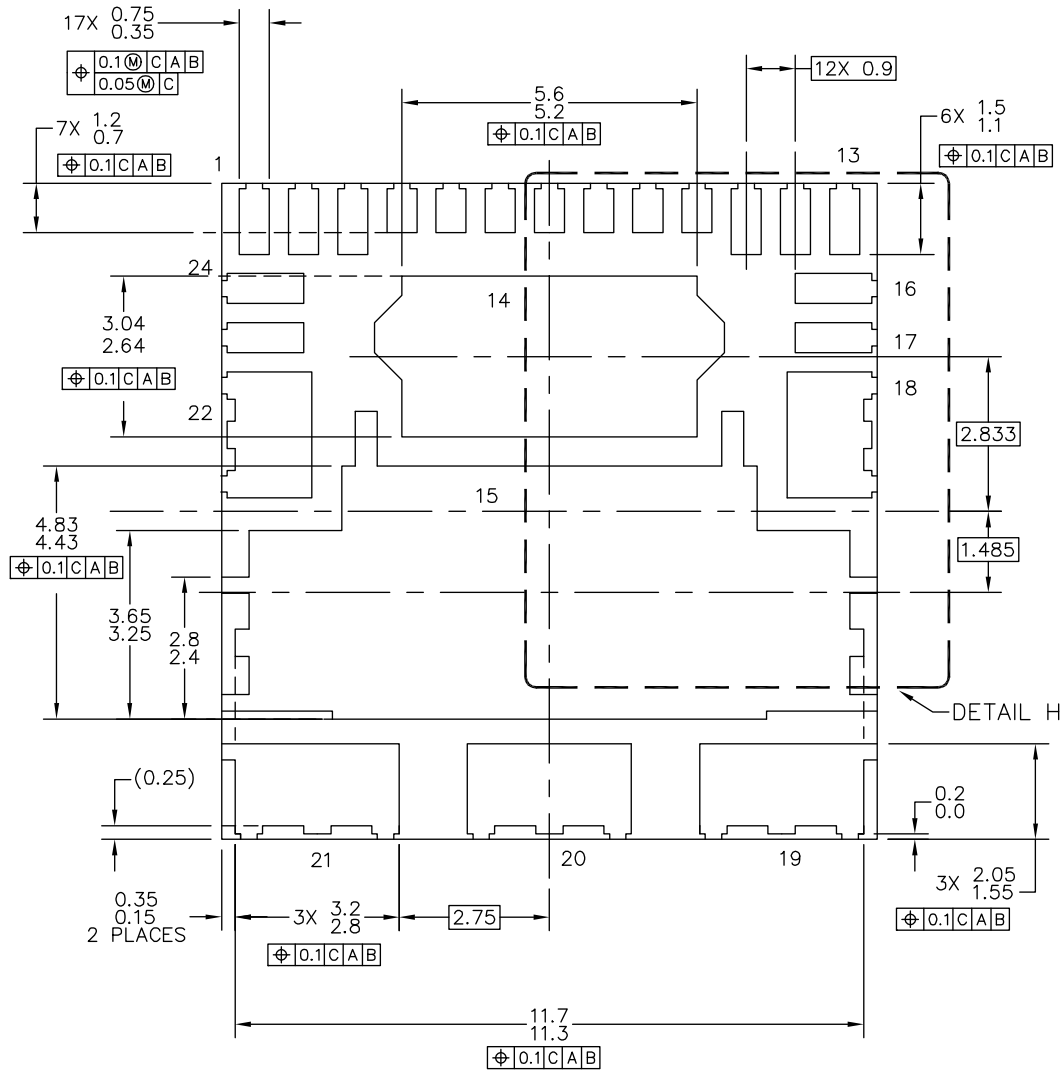 17X 0.75
0.35
⌖ 0.1Ⓜ C A B
0.05Ⓜ C
12X 0.9
5.6
5.2
⌖ 0.1 C A B
7X 1.2
0.7
⌖ 0.1 C A B
6X 1.5
1.1
⌖ 0.1 C A B
1
13
24
14
16
3.04
2.64
⌖ 0.1 C A B
17
18
22
2.833
15
4.83
4.43
⌖ 0.1 C A B
1.485
3.65
3.25
2.8
2.4
DETAIL H
(0.25)
0.2
0.0
21
20
19
3X 2.05
1.55
⌖ 0.1 C A B
0.35
0.15
2 PLACES
3X 3.2
2.8
⌖ 0.1 C A B
2.75
11.7
11.3
⌖ 0.1 C A B